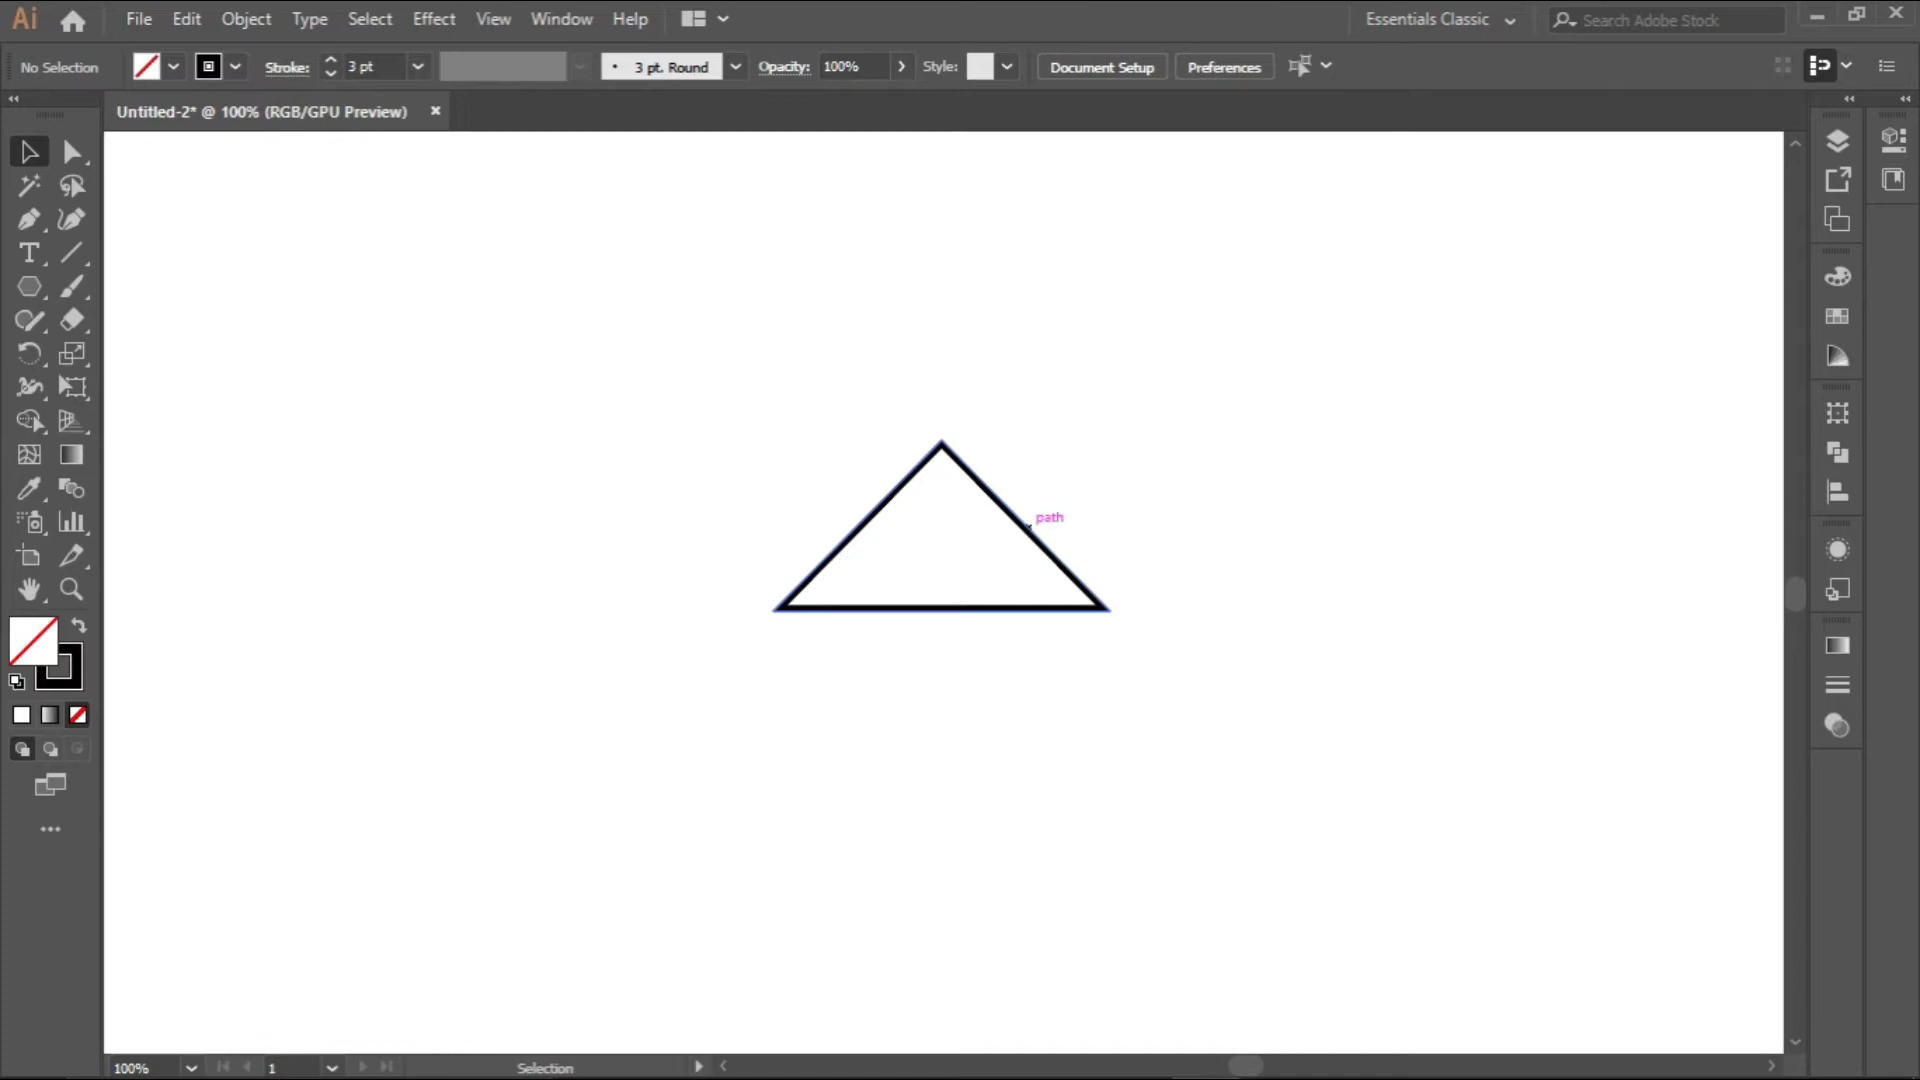 Ai File Edit Object Type Select Effect View Window Help Essentials Classic Search Adobe Stock
No Selection Stroke: 3 pt 3 pt. Round Opacity: 100% Style: Document Setup Preferences
Untitled-2* @ 100% (RGB/GPU Preview)
path
100% 1 Selection